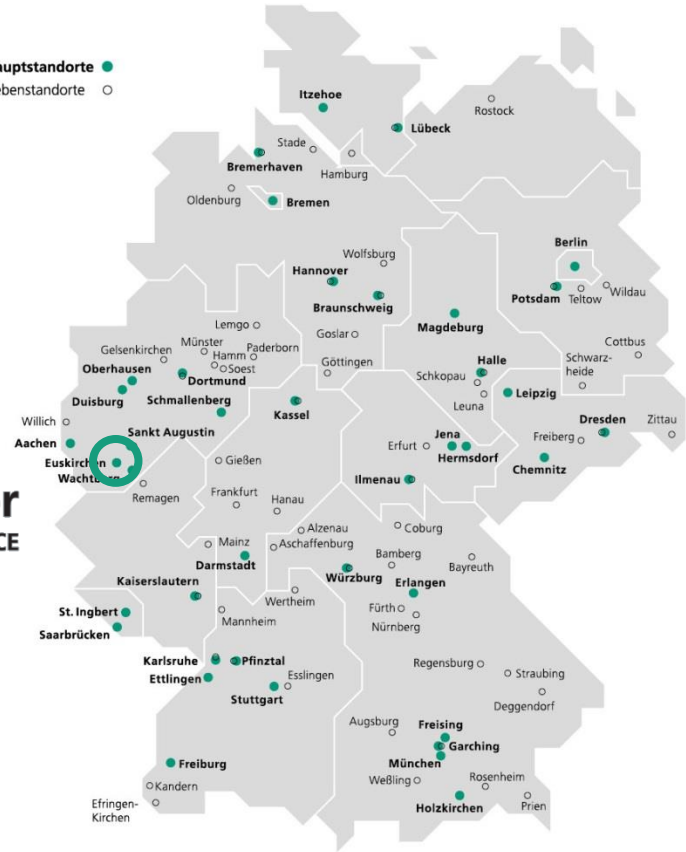 auptstandorte
ebenstandorte
Itzehoe
Rostock
Lübeck
Stade
Bremerhaven
Hamburg
Oldenburg
Bremen
Wolfsburg
Berlin
Hannover
Potsdam
Teltow
Wildau
Braunschweig
Magdeburg
Lemgo
Goslar
Münster
Paderborn
Gelsenkirchen
Hamm
Soest
Göttingen
Cottbus
Schwarz-
heide
Oberhausen
Dortmund
Halle
Schkopau
Leuna
Leipzig
Duisburg
Schmallenberg
Kassel
Willich
Sankt Augustin
Aachen
Jena
Erfurt
Hermsdorf
Dresden
Zittau
Freiberg
Chemnitz
Euskirchen
Wachtberg
Gießen
Ilmenau
Remagen
Frankfurt
Hanau
r
CE
Alzenau
Coburg
Mainz
Aschaffenburg
Darmstadt
Bamberg
Bayreuth
Würzburg
Erlangen
Kaiserslautern
Wertheim
Fürth
Nürnberg
St. Ingbert
Mannheim
Saarbrücken
Karlsruhe
Pfinztal
Ettlingen
Esslingen
Stuttgart
Regensburg
Straubing
Deggendorf
Augsburg
Freising
Garching
München
Freiburg
Weßling
Rosenheim
Kandern
Efringen-
Kirchen
Holzkirchen
Prien